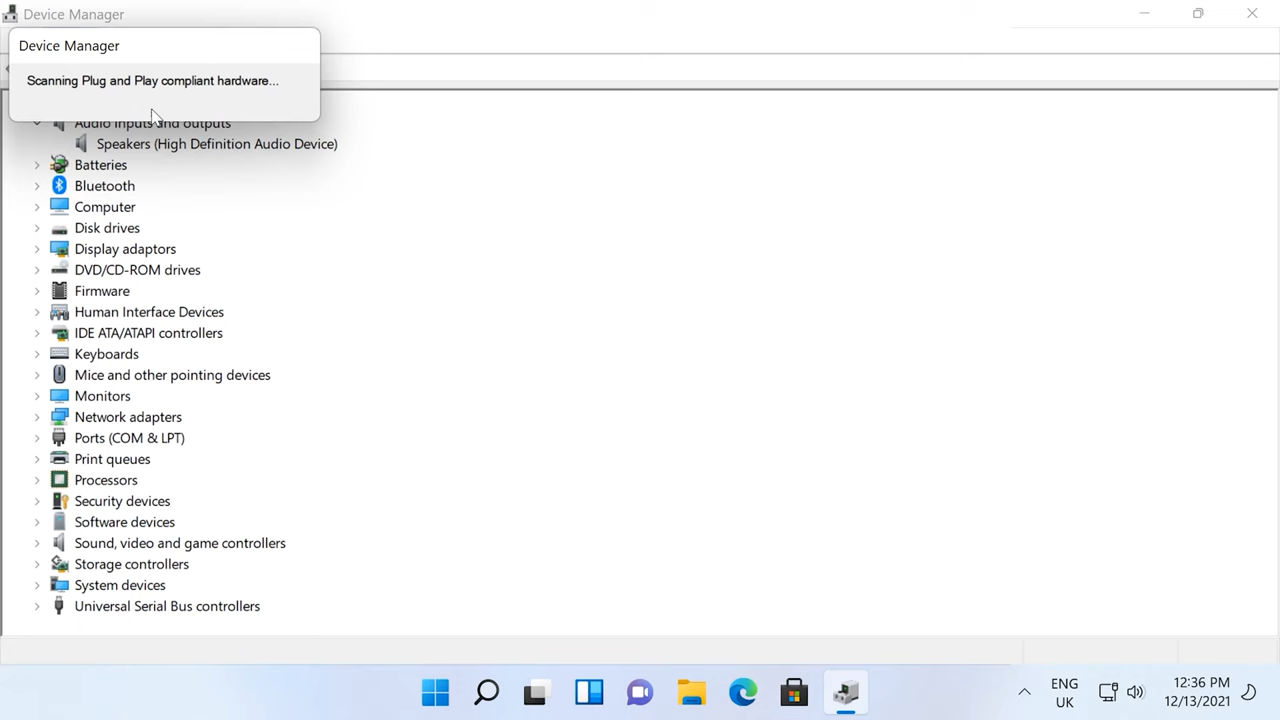 Device Manager
Device Manager
Scanning Plug and Play compliant hardware...
Audio inputs and outputs
Speakers (High Definition Audio Device)
Batteries
Bluetooth
Computer
Disk drives
Display adaptors
DVD/CD-ROM drives
Firmware
Human Interface Devices
IDE ATA/ATAPI controllers
Keyboards
Mice and other pointing devices
Monitors
Network adapters
Ports (COM & LPT)
Print queues
Processors
Security devices
Software devices
Sound, video and game controllers
Storage controllers
System devices
Universal Serial Bus controllers
ENG
UK
12:36 PM
12/13/2021